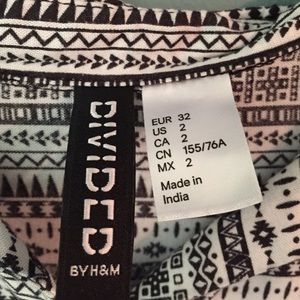 DIVIDED
BY H&M
EUR 32
US 2
CA 2
CN 155/76A
MX 2
Made in
India